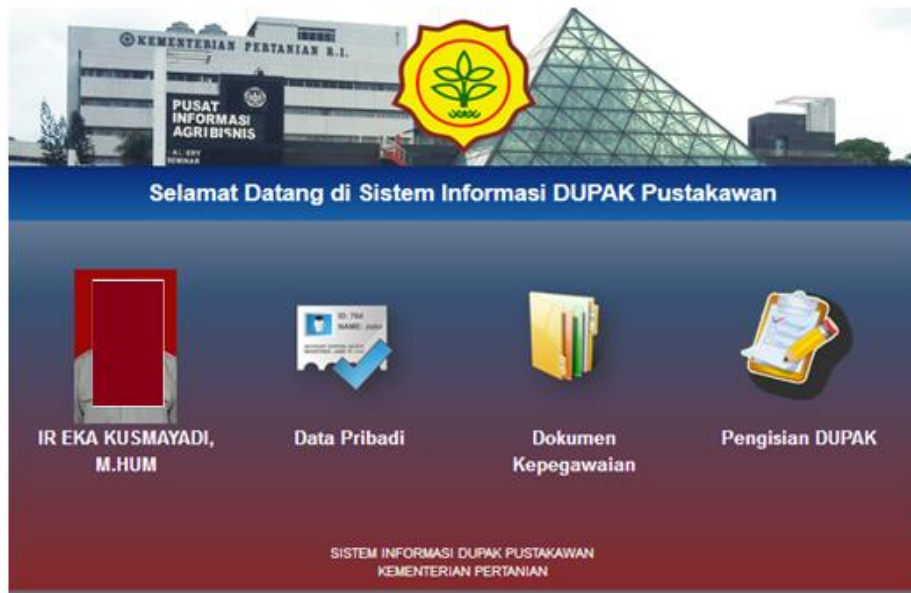 KEMENTERIAN PERTANIAN R.I.
PUSAT
INFORMASI
AGRIBISNIS
Selamat Datang di Sistem Informasi DUPAK Pustakawan
ID: 764
NAME:
IR EKA KUSMAYADI,
M.HUM
Data Pribadi
Dokumen
Kepegawaian
Pengisian DUPAK
SISTEM INFORMASI DUPAK PUSTAKAWAN
KEMENTERIAN PERTANIAN